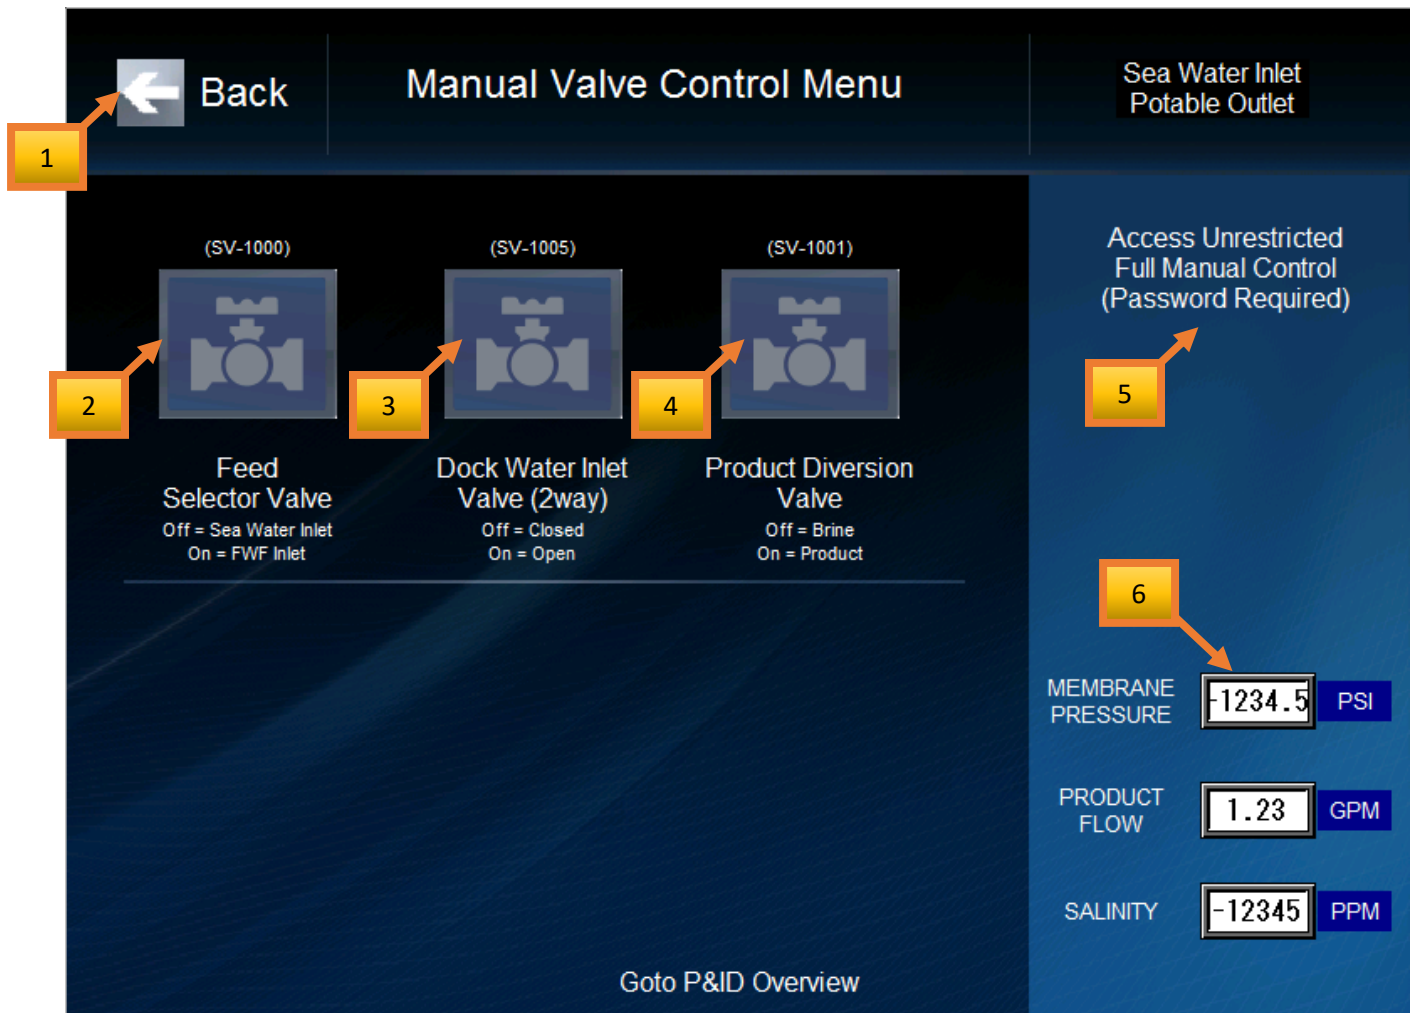 Back
Manual Valve Control Menu
Sea Water Inlet
Potable Outlet
1
(SV-1000)
(SV-1005)
(SV-1001)
2
3
4
Feed
Selector Valve
Off = Sea Water Inlet
On = FWF Inlet
Dock Water Inlet
Valve (2way)
Off = Closed
On = Open
Product Diversion
Valve
Off = Brine
On = Product
Access Unrestricted
Full Manual Control
(Password Required)
5
6
MEMBRANE
PRESSURE
-1234.5
PSI
PRODUCT
FLOW
1.23
GPM
SALINITY
-12345
PPM
Goto P&ID Overview